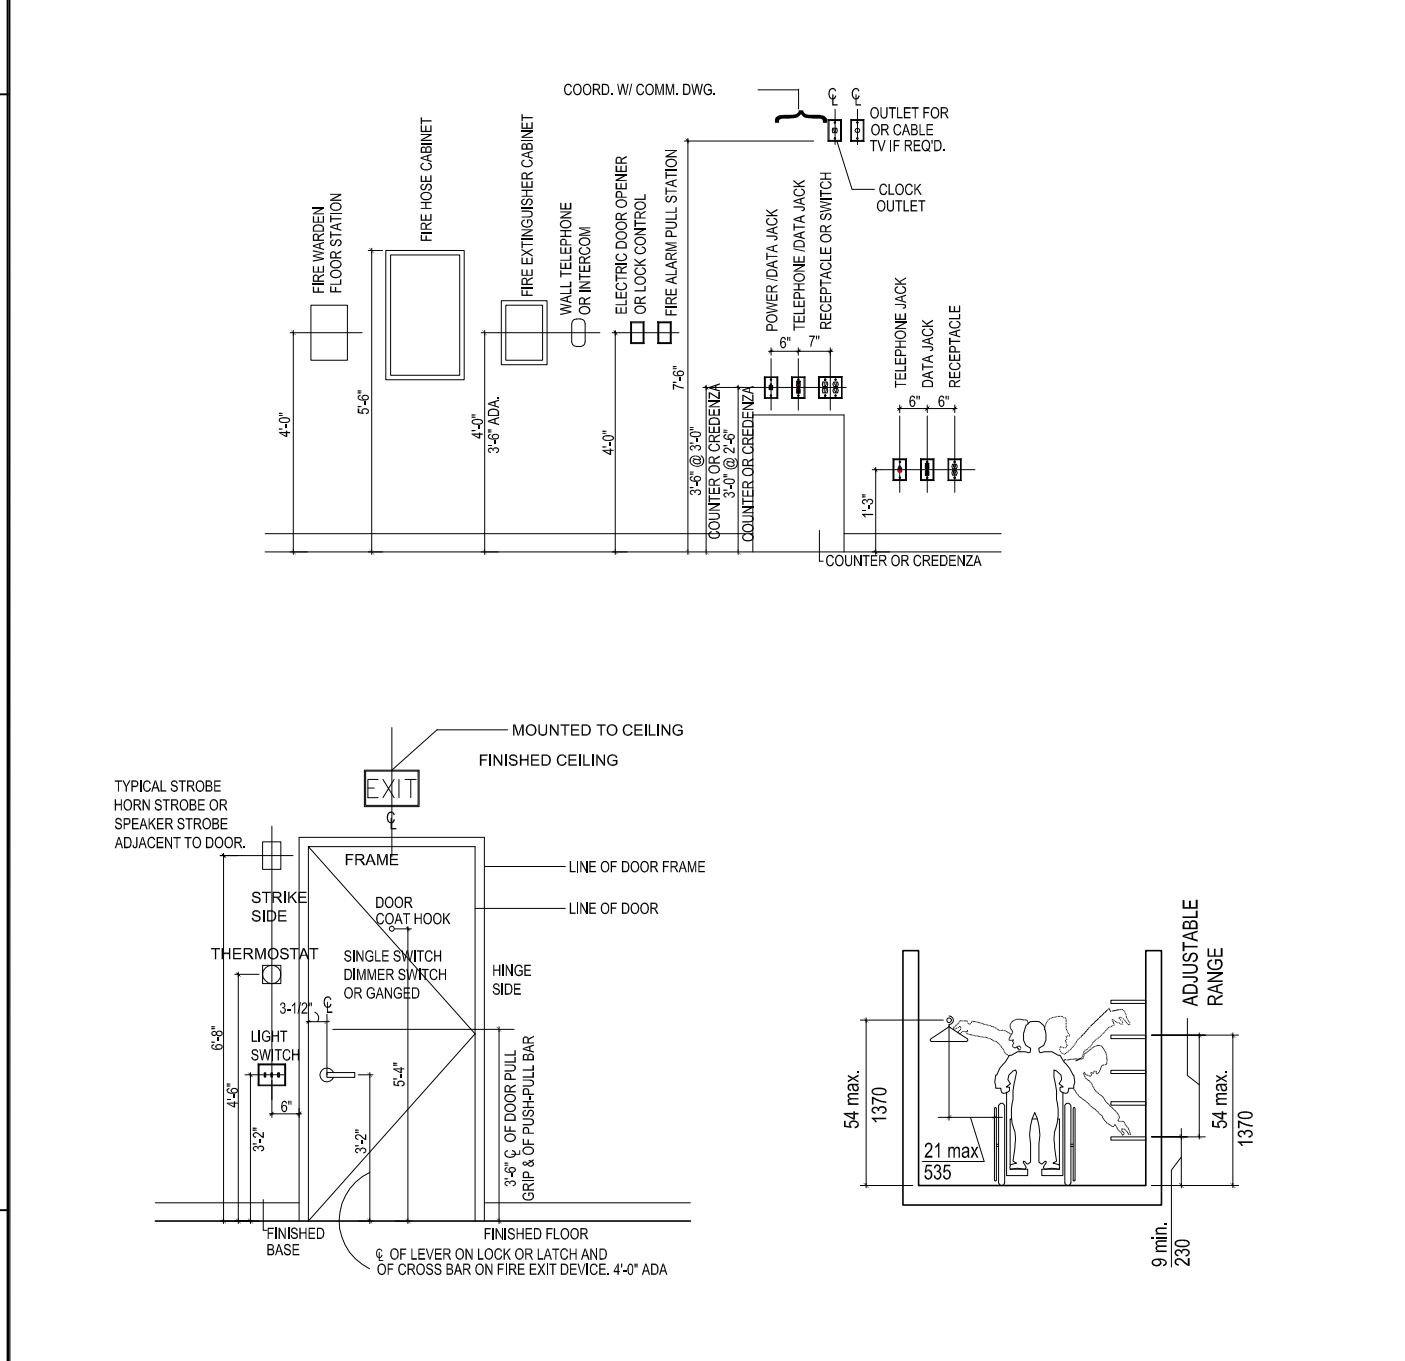 COORD. W/ COMM. DWG.
℄
℄
OUTLET FOR
OR CABLE
TV IF REQ'D.
CLOCK
OUTLET
FIRE WARDEN
FLOOR STATION
FIRE HOSE CABINET
FIRE EXTINGUISHER CABINET
WALL TELEPHONE
OR INTERCOM
ELECTRIC DOOR OPENER
OR LOCK CONTROL
FIRE ALARM PULL STATION
POWER /DATA JACK
TELEPHONE /DATA JACK
RECEPTACLE OR SWITCH
6"
7"
TELEPHONE JACK
DATA JACK
RECEPTACLE
6"
6"
4'-0"
5'-6"
4'-0"
3'-6" ADA.
4'-0"
7'-6"
3'-6" @ 3'-0"
COUNTER OR CREDENZA
3'-0" @ 2'-6"
COUNTER OR CREDENZA
1'-3"
COUNTER OR CREDENZA
MOUNTED TO CEILING
FINISHED CEILING
EXIT
℄
TYPICAL STROBE
HORN STROBE OR
SPEAKER STROBE
ADJACENT TO DOOR.
FRAME
LINE OF DOOR FRAME
STRIKE
SIDE
DOOR
COAT HOOK
LINE OF DOOR
THERMOSTAT
SINGLE SWITCH
DIMMER SWITCH
OR GANGED
HINGE
SIDE
3-1/2"
℄
LIGHT
SWITCH
6'-8"
4'-6"
3'-2"
6"
3'-2"
5'-4"
3'-6" ℄ OF DOOR PULL
GRIP & OF PUSH-PULL BAR
FINISHED
BASE
FINISHED FLOOR
℄ OF LEVER ON LOCK OR LATCH AND
OF CROSS BAR ON FIRE EXIT DEVICE. 4'-0" ADA
ADJUSTABLE
RANGE
54 max.
1370
21 max
535
54 max.
1370
9 min.
230